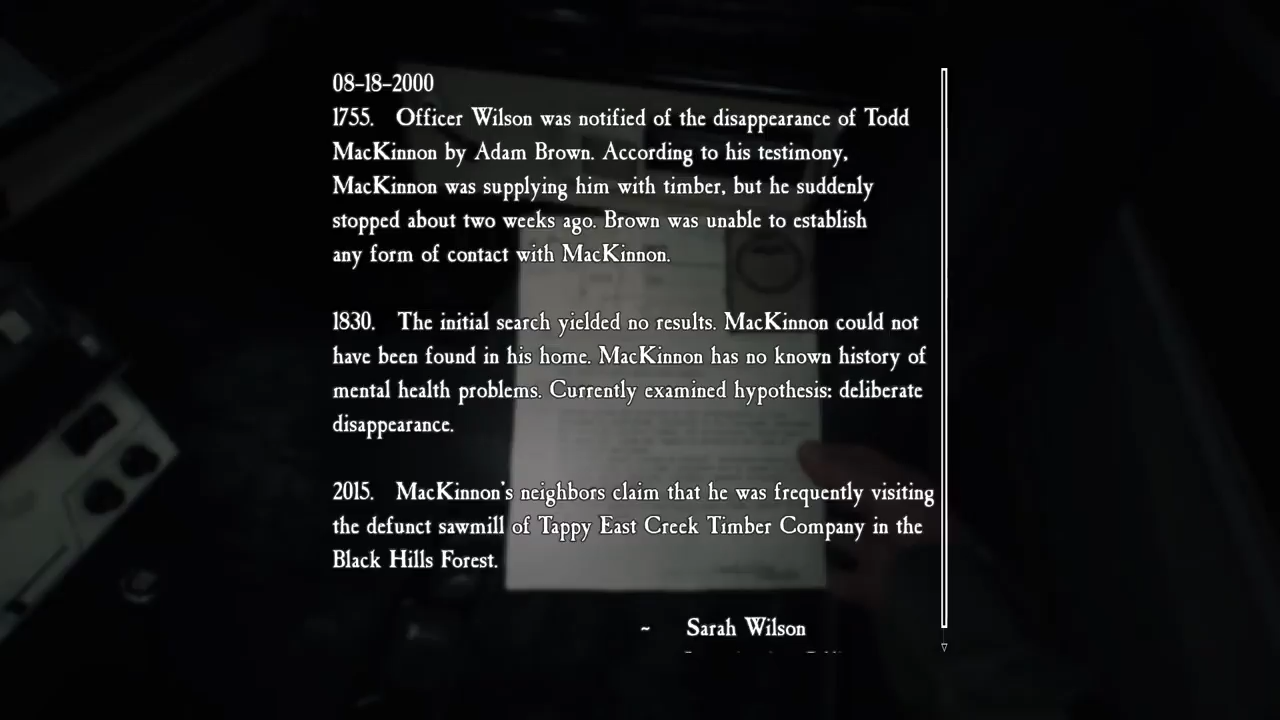 08-18-2000
1755. Officer Wilson was notified of the disappearance of Todd
MacKinnon by Adam Brown. According to his testimony,
MacKinnon was supplying him with timber, but he suddenly
stopped about two weeks ago. Brown was unable to establish
any form of contact with MacKinnon.
1830. The initial search yielded no results. MacKinnon could not
have been found in his home. MacKinnon has no known history of
mental health problems. Currently examined hypothesis: deliberate
disappearance.
2015. MacKinnon's neighbors claim that he was frequently visiting
the defunct sawmill of Tappy East Creek Timber Company in the
Black Hills Forest.
~ Sarah Wilson